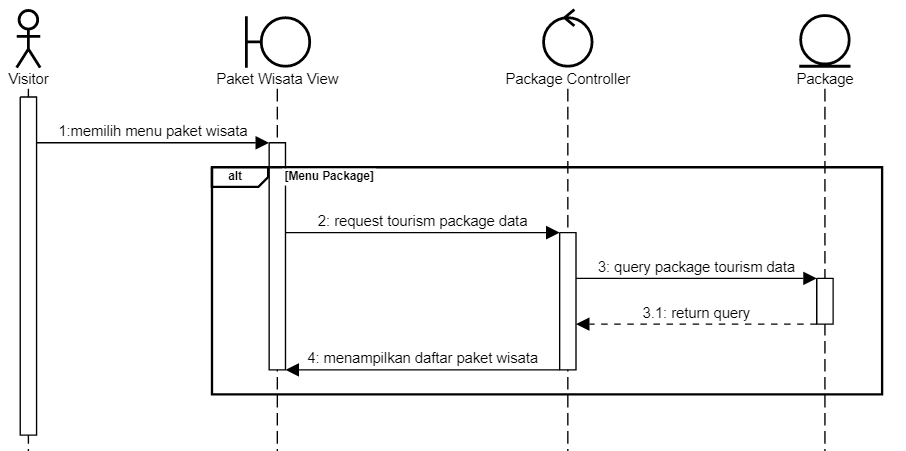 Visitor
Paket Wisata View
Package Controller
Package
1:memilih menu paket wisata
alt
[Menu Package]
2: request tourism package data
3: query package tourism data
3.1: return query
4: menampilkan daftar paket wisata